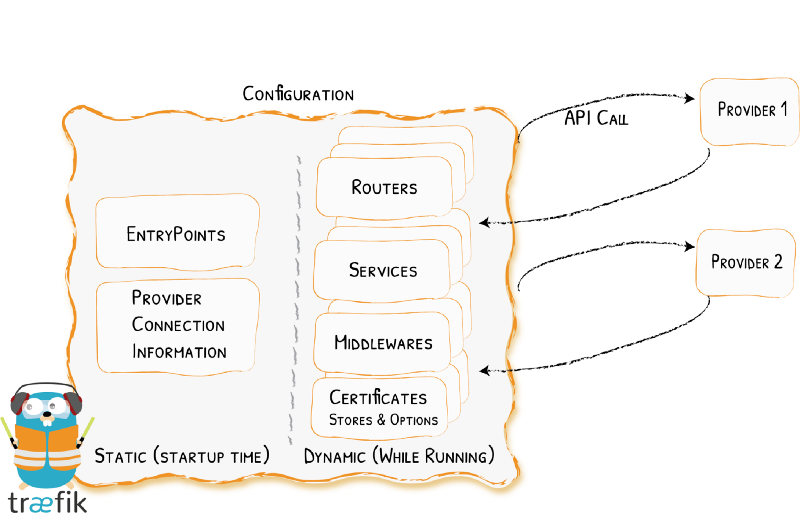 Configuration
API Call
Provider 1
Routers
EntryPoints
Services
Provider 2
Provider
Connection
Information
Middlewares
Certificates
Stores & Options
Static (startup time)
Dynamic (While Running)
træfik